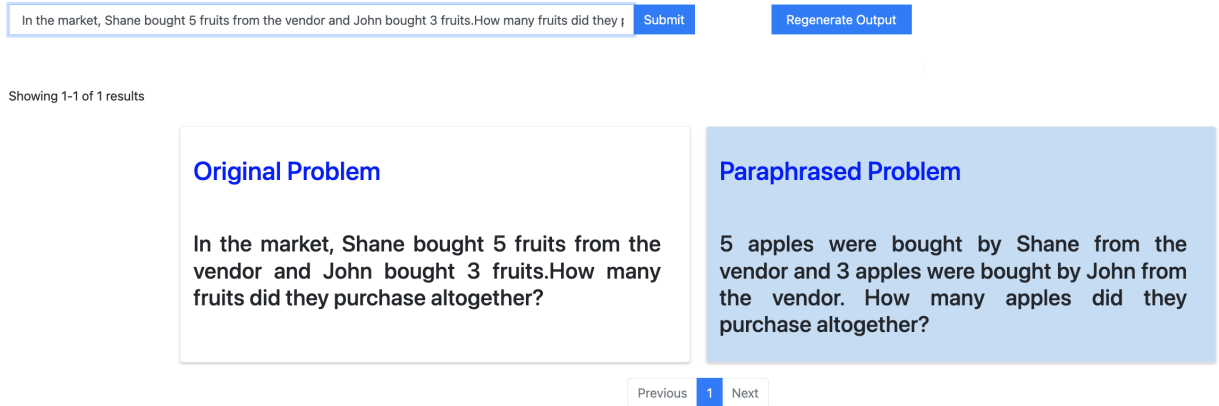 In the market, Shane bought 5 fruits from the vendor and John bought 3 fruits.How many fruits did they
Submit
Regenerate Output
Showing 1-1 of 1 results
Original Problem
In the market, Shane bought 5 fruits from the
vendor and John bought 3 fruits.How many
fruits did they purchase altogether?
Paraphrased Problem
5 apples were bought by Shane from the
vendor and 3 apples were bought by John from
the vendor. How many apples did they
purchase altogether?
Previous 1 Next